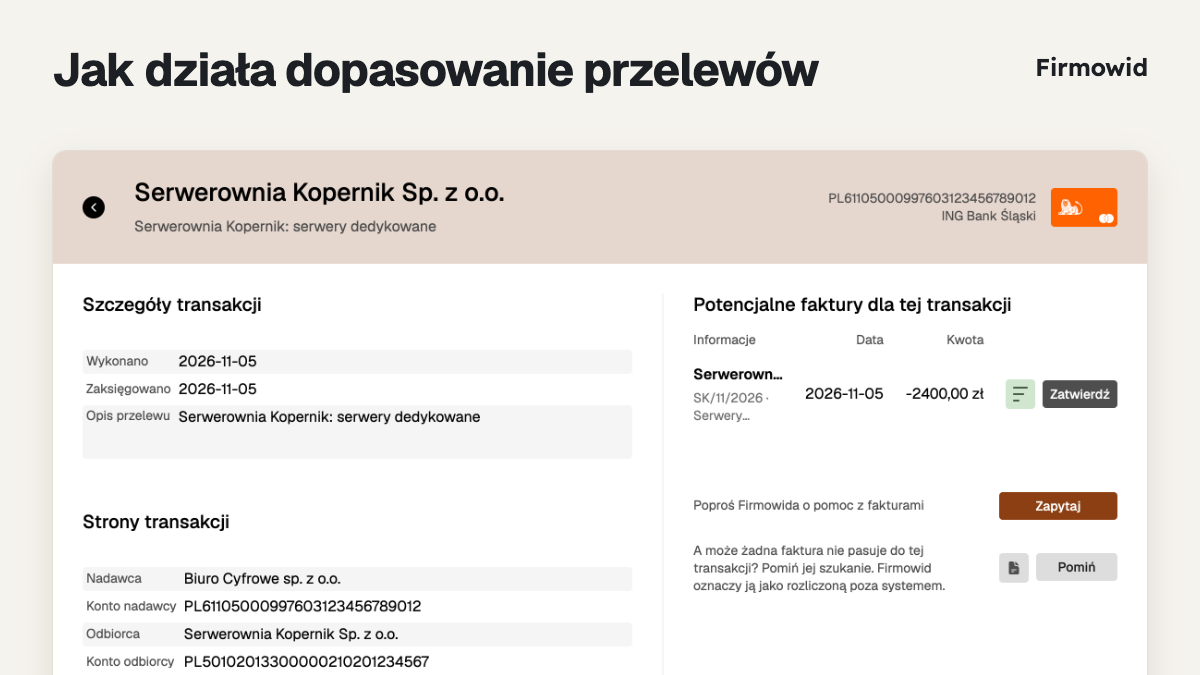 Jak działa dopasowanie przelewów
Firmowid
Serwerownia Kopernik Sp. z o.o.
Serwerownia Kopernik: serwery dedykowane
PL61105000997603123456789012
ING Bank Śląski
Szczegóły transakcji
Wykonano 2026-11-05
Zaksięgowano 2026-11-05
Opis przelewu Serwerownia Kopernik: serwery dedykowane
Strony transakcji
Nadawca Biuro Cyfrowe sp. z o.o.
Konto nadawcy PL61105000997603123456789012
Odbiorca Serwerownia Kopernik Sp. z o.o.
Konto odbiorcy PL50102013300000210201234567
Potencjalne faktury dla tej transakcji
Informacje Data Kwota
Serwerown...
SK/11/2026 ·
Serwery...
2026-11-05 -2400,00 zł Zatwierdź
Poproś Firmowida o pomoc z fakturami Zapytaj
A może żadna faktura nie pasuje do tej
transakcji? Pomiń jej szukanie. Firmowid
oznaczy ją jako rozliczoną poza systemem.
Pomiń